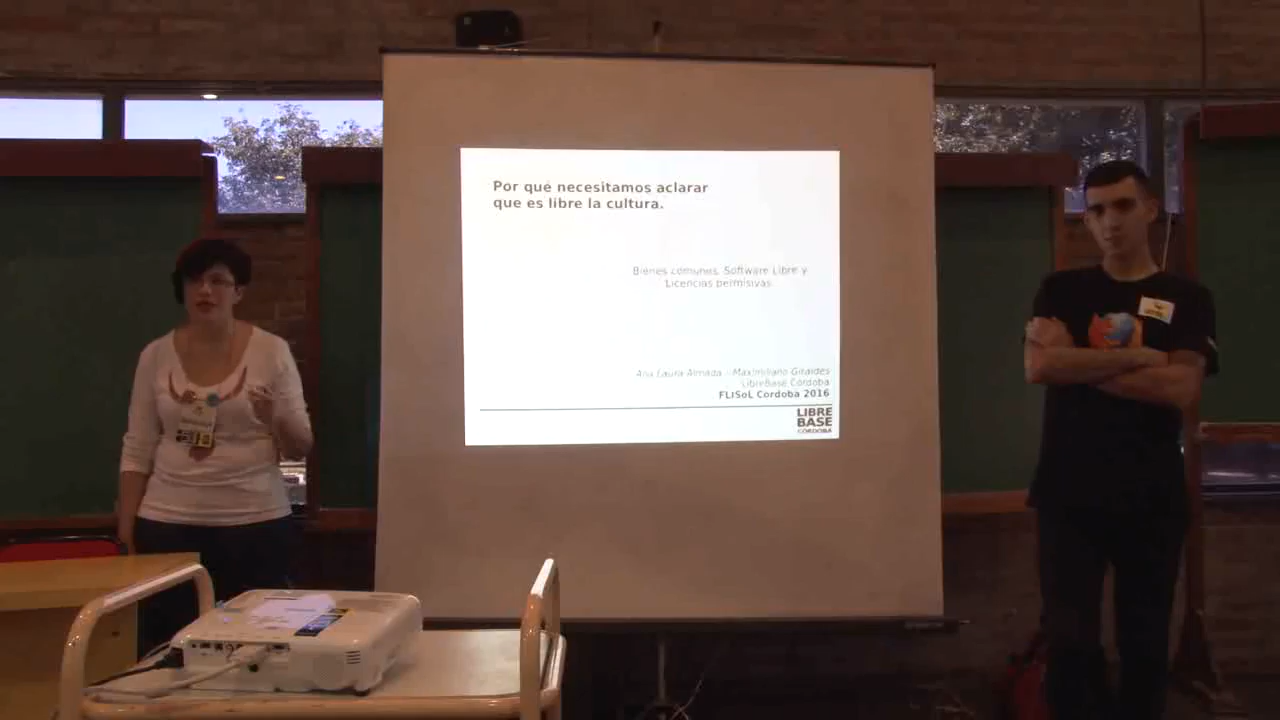 Por qué necesitamos aclarar
que es libre la cultura.
Bienes comunes, Software Libre y
Licencias permisivas
Ana Laura Almada - Maximiliano Giraldes
LibreBase Córdoba
FLISoL Cordoba 2016
LIBRE
BASE
CÓRDOBA